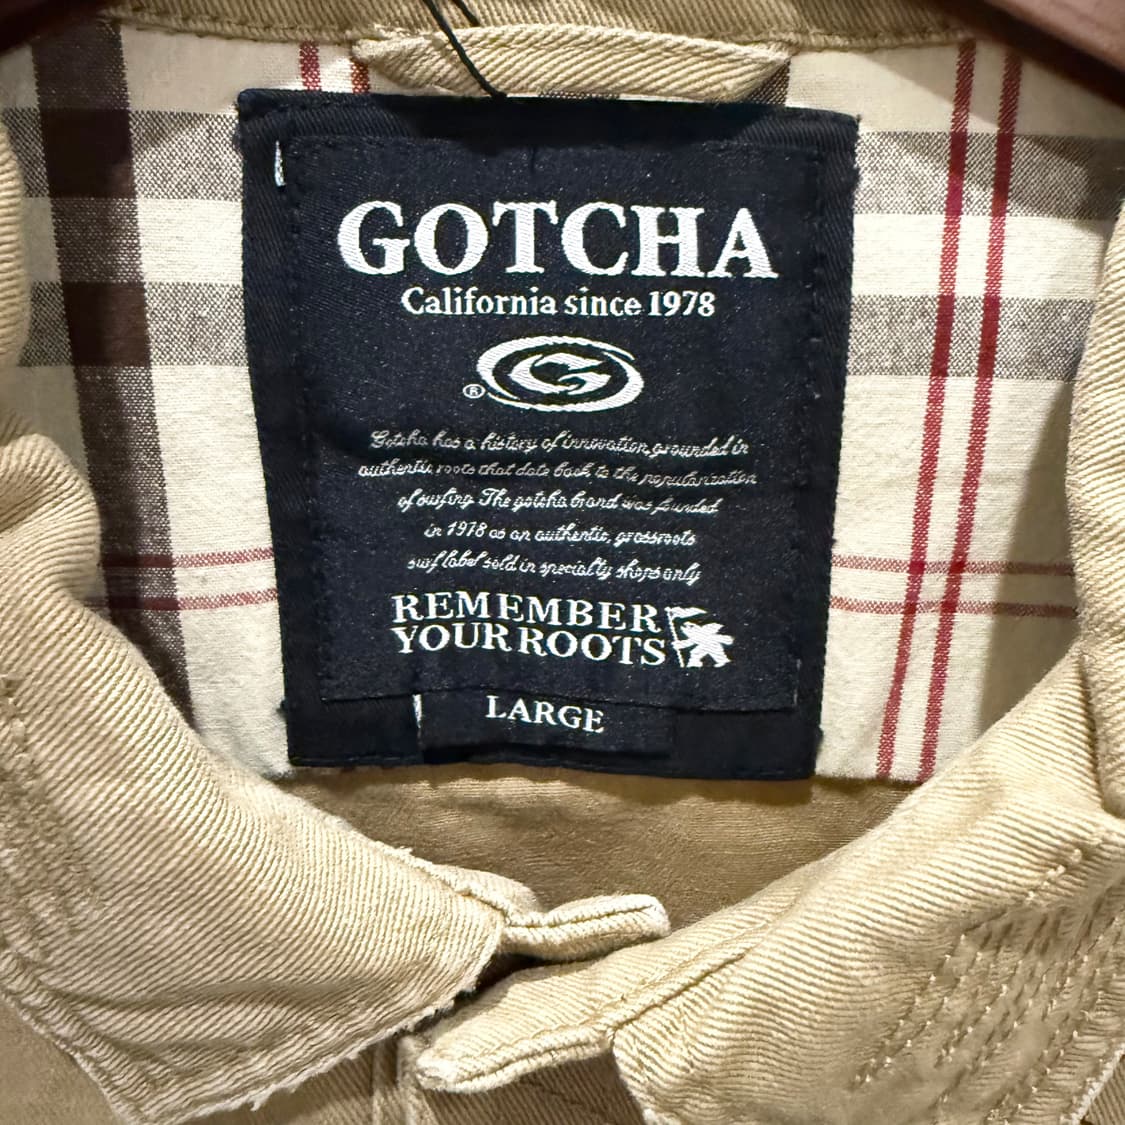 GOTCHA
California since 1978
G
®
Gotcha has a history of innovation, grounded in
authentic roots that date back to the popularization
of surfing The gotcha brand was founded
in 1978 as an authentic, grassroots
surf label sold in specialty shops only
REMEMBER
YOUR ROOTS
LARGE